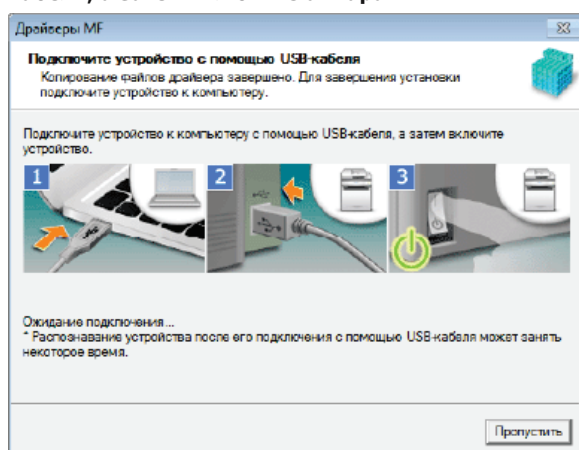 Драйверы MF
Подключите устройство с помощью USB-кабеля
Копирование файлов драйвера завершено. Для завершения установки
подключите устройство к компьютеру.
Подключите устройство к компьютеру с помощью USB-кабеля, а затем включите
устройство.
1 2 3
Ожидание подключения...
* Распознавание устройства после его подключения с помощью USB-кабеля может занять
некоторое время.
Пропустить